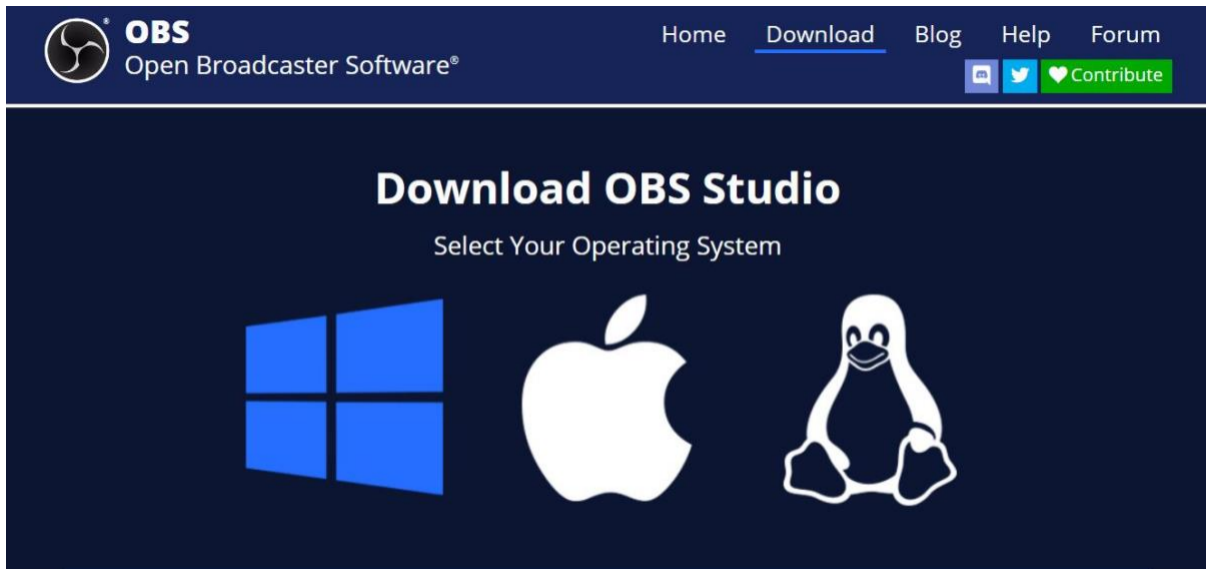 OBS
Open Broadcaster Software®
Home Download Blog Help Forum
Contribute
Download OBS Studio
Select Your Operating System